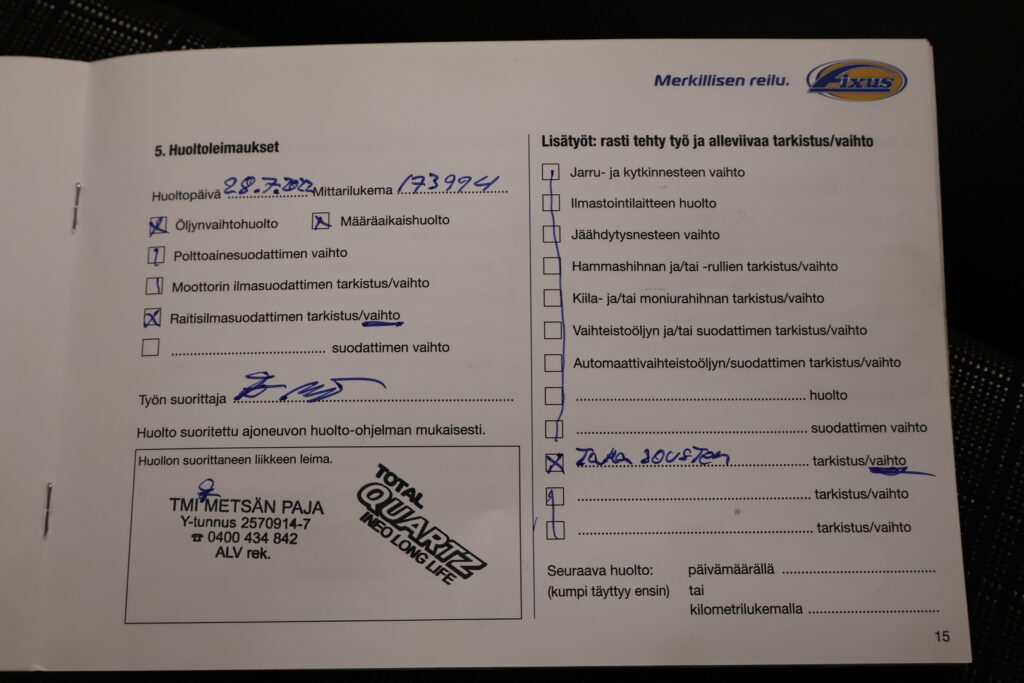 Merkillisen reilu. Fixus
5. Huoltoleimaukset
Huoltopäivä 28.7.2022 Mittarilukema 173994
Öljynvaihtohuolto Määräaikaishuolto
Polttoainesuodattimen vaihto
Moottorin ilmasuodattimen tarkistus/vaihto
Raitisilmasuodattimen tarkistus/vaihto
suodattimen vaihto
Työn suorittaja
Huolto suoritettu ajoneuvon huolto-ohjelman mukaisesti.
Huollon suorittaneen liikkeen leima.
TMI METSÄN PAJA
Y-tunnus 2570914-7
☎ 0400 434 842
ALV rek.
TOTAL
QUARTZ
INEO LONG LIFE
Lisätyöt: rasti tehty työ ja alleviivaa tarkistus/vaihto
Jarru- ja kytkinnesteen vaihto
Ilmastointilaitteen huolto
Jäähdytysnesteen vaihto
Hammashihnan ja/tai -rullien tarkistus/vaihto
Kiila- ja/tai moniurahihnan tarkistus/vaihto
Vaihteistoöljyn ja/tai suodattimen tarkistus/vaihto
Automaattivaihteistoöljyn/suodattimen tarkistus/vaihto
huolto
suodattimen vaihto
Taka jousten tarkistus/vaihto
tarkistus/vaihto
tarkistus/vaihto
Seuraava huolto: päivämäärällä
(kumpi täyttyy ensin) tai
kilometrilukemalla
15